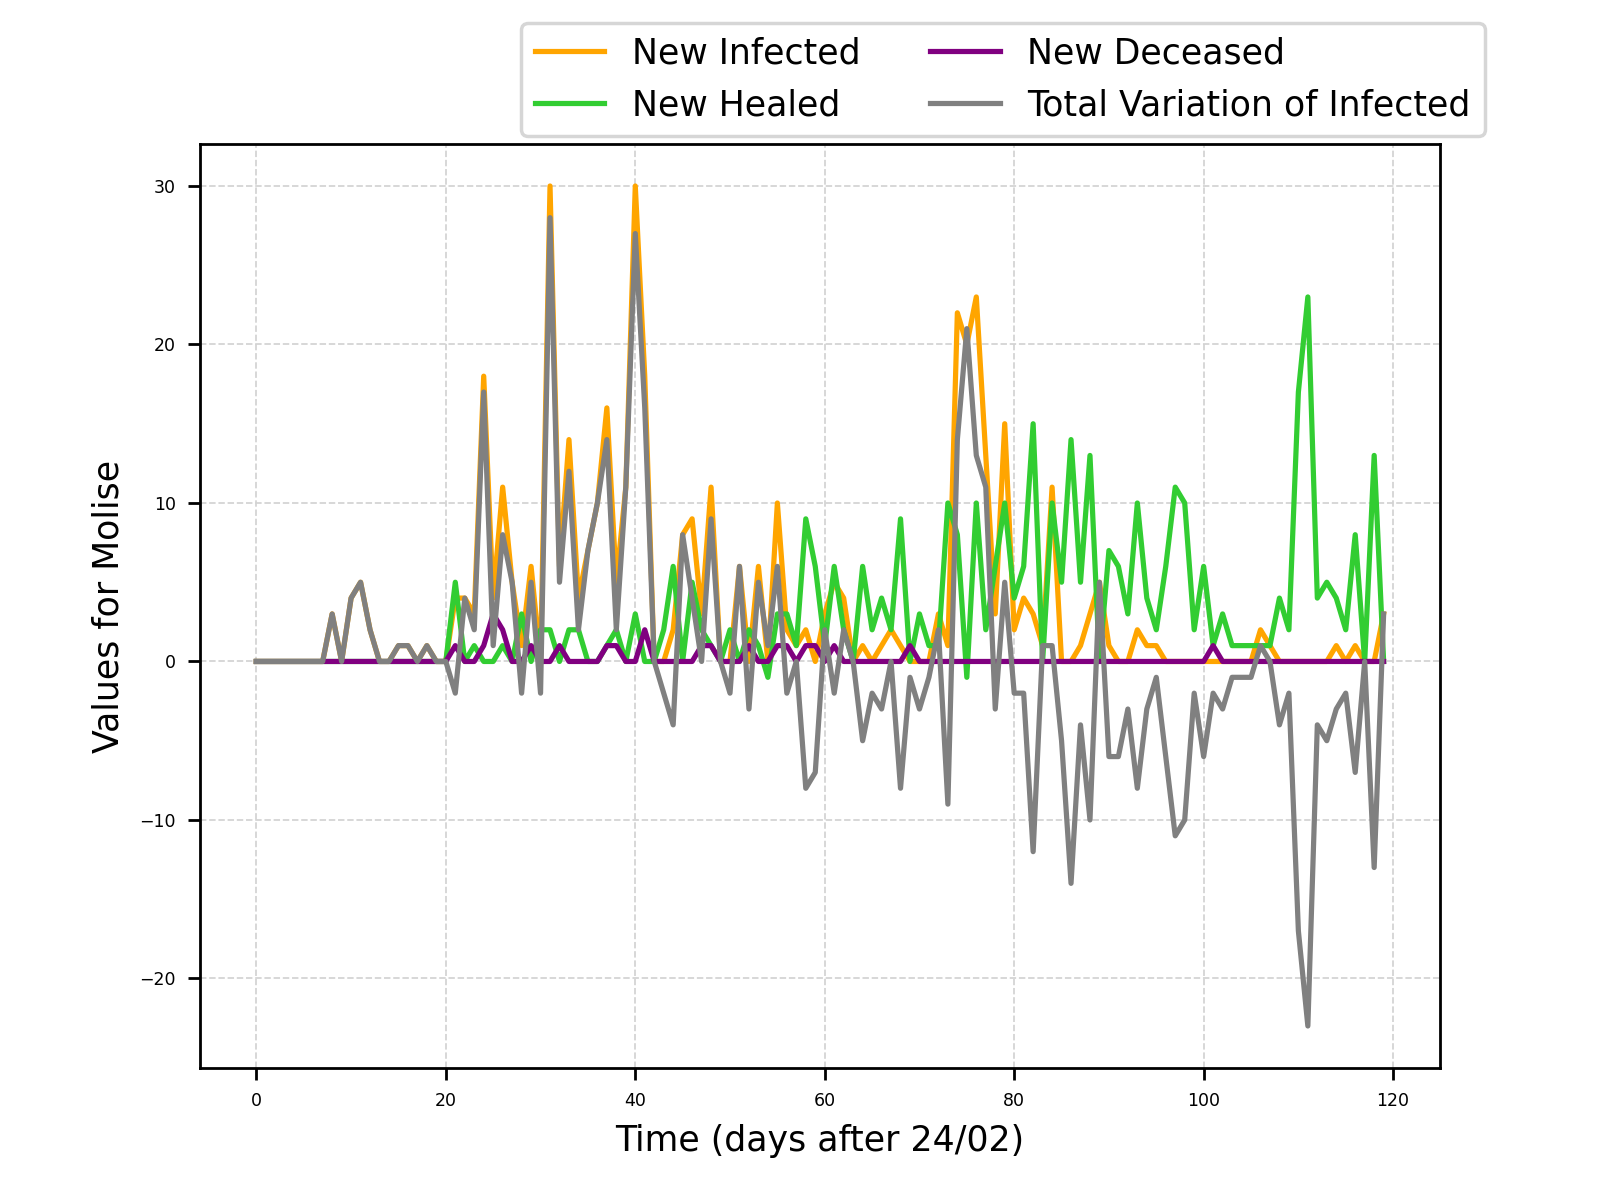 New Infected
New Healed
New Deceased
Total Variation of Infected
30
20
10
0
−10
−20
Values for Molise
0 20 40 60 80 100 120
Time (days after 24/02)